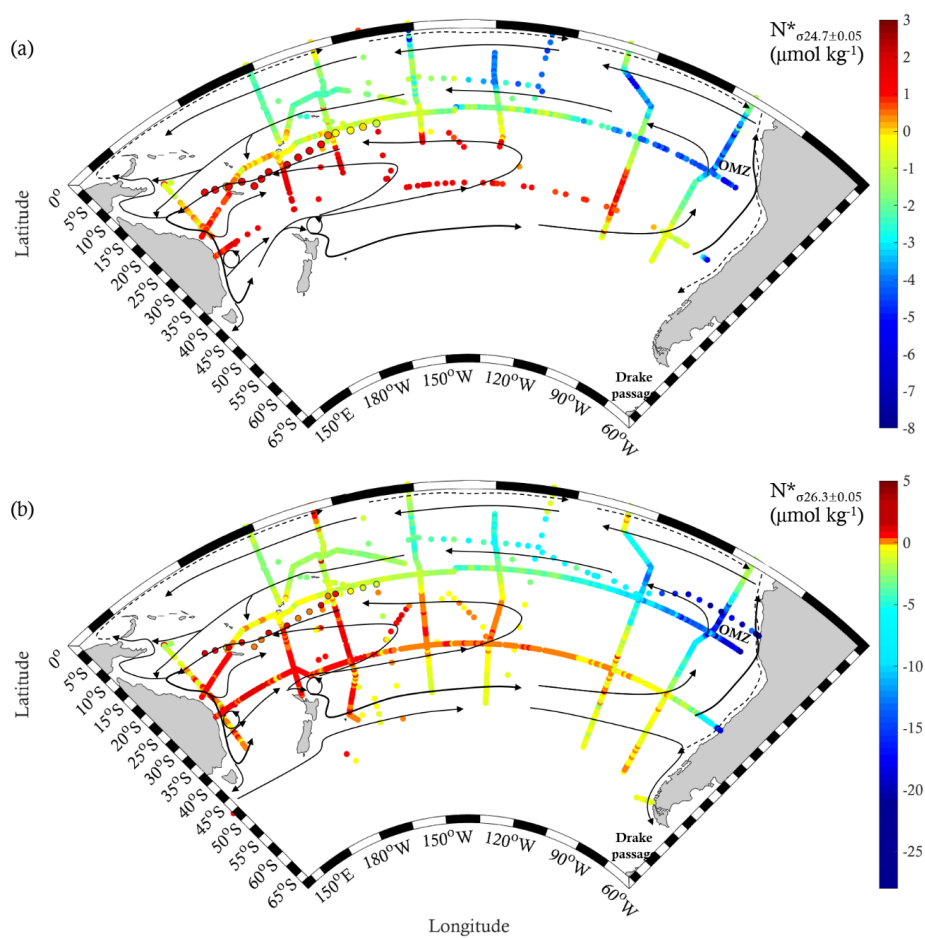 (a)
N*σ24.7±0.05
(μmol kg⁻¹)
3
2
1
0
-1
-2
-3
-4
-5
-6
-7
-8
OMZ
Latitude
0°
5°S
10°S
15°S
20°S
25°S
30°S
35°S
40°S
45°S
50°S
55°S
60°S
65°S
150°E
180°W
150°W
120°W
90°W
60°W
Drake
passage
(b)
N*σ26.3±0.05
(μmol kg⁻¹)
5
0
-5
-10
-15
-20
-25
OMZ
Latitude
0°
5°S
10°S
15°S
20°S
25°S
30°S
35°S
40°S
45°S
50°S
55°S
60°S
65°S
150°E
180°W
150°W
120°W
90°W
60°W
Drake
passage
Longitude